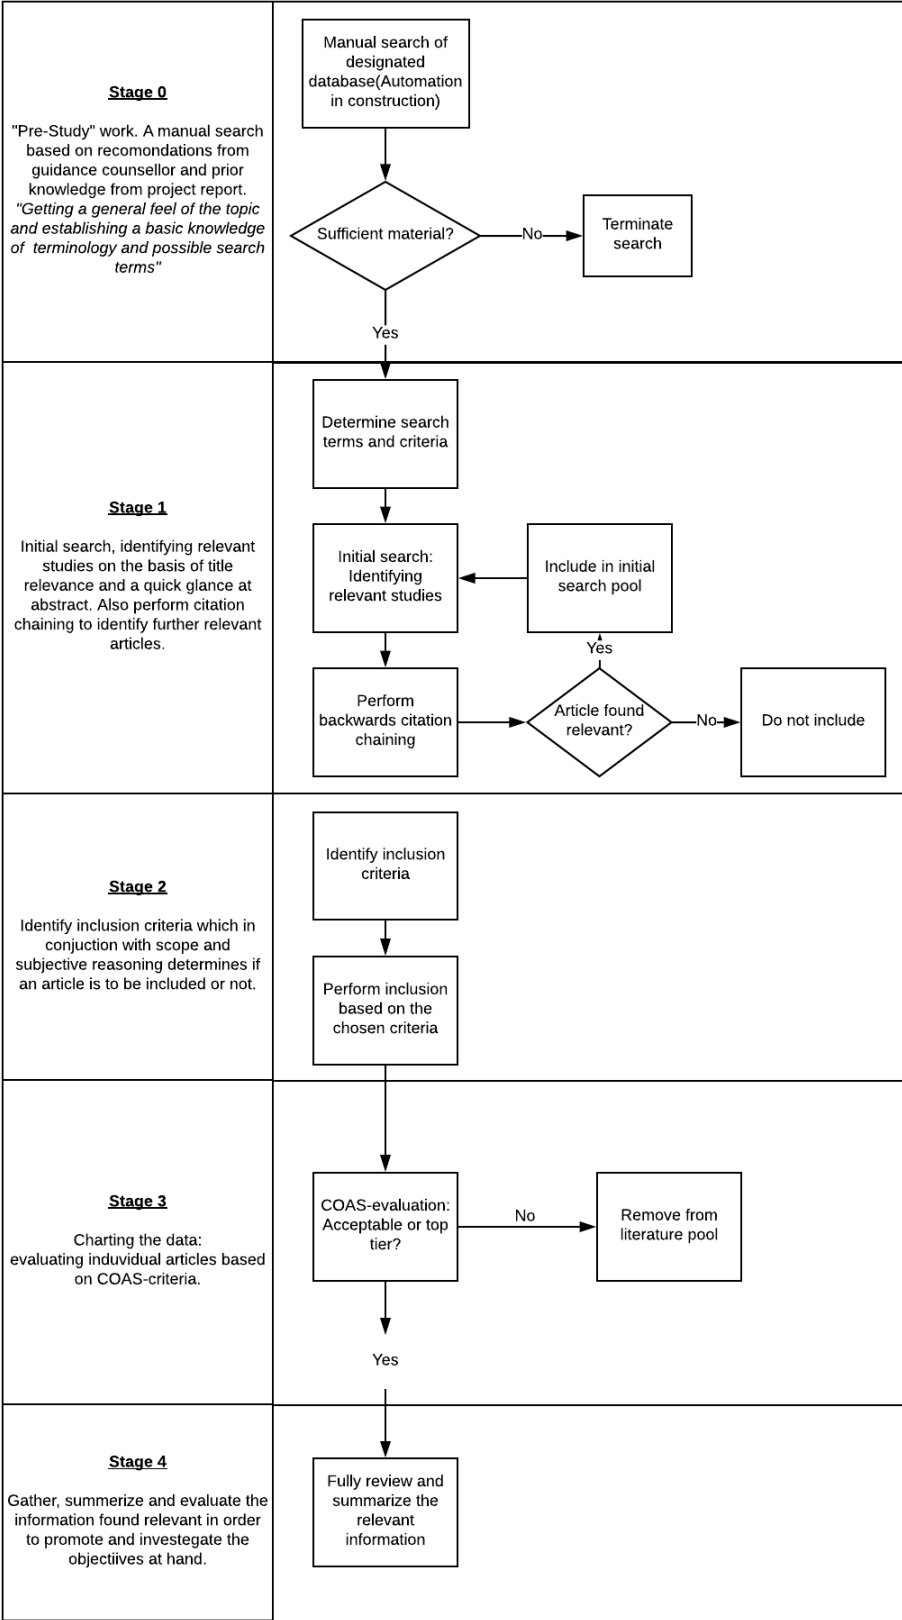 Stage 0
"Pre-Study" work. A manual search
based on recomondations from
guidance counsellor and prior
knowledge from project report.
"Getting a general feel of the topic
and establishing a basic knowledge
of  terminology and possible search
terms"
Manual search of
designated
database(Automation
in construction)
Sufficient material?
No
Terminate
search
Yes
Stage 1
Initial search, identifying relevant
studies on the basis of title
relevance and a quick glance at
abstract. Also perform citation
chaining to identify further relevant
articles.
Determine search
terms and criteria
Initial search:
Identifying
relevant studies
Include in initial
search pool
Yes
Perform
backwards citation
chaining
Article found
relevant?
No
Do not include
Stage 2
Identify inclusion criteria which in
conjuction with scope and
subjective reasoning determines if
an article is to be included or not.
Identify inclusion
criteria
Perform inclusion
based on the
chosen criteria
Stage 3
Charting the data:
evaluating induvidual articles based
on COAS-criteria.
COAS-evaluation:
Acceptable or top
tier?
No
Remove from
literature pool
Yes
Stage 4
Gather, summerize and evaluate the
information found relevant in order
to promote and investegate the
objectiives at hand.
Fully review and
summarize the
relevant
information